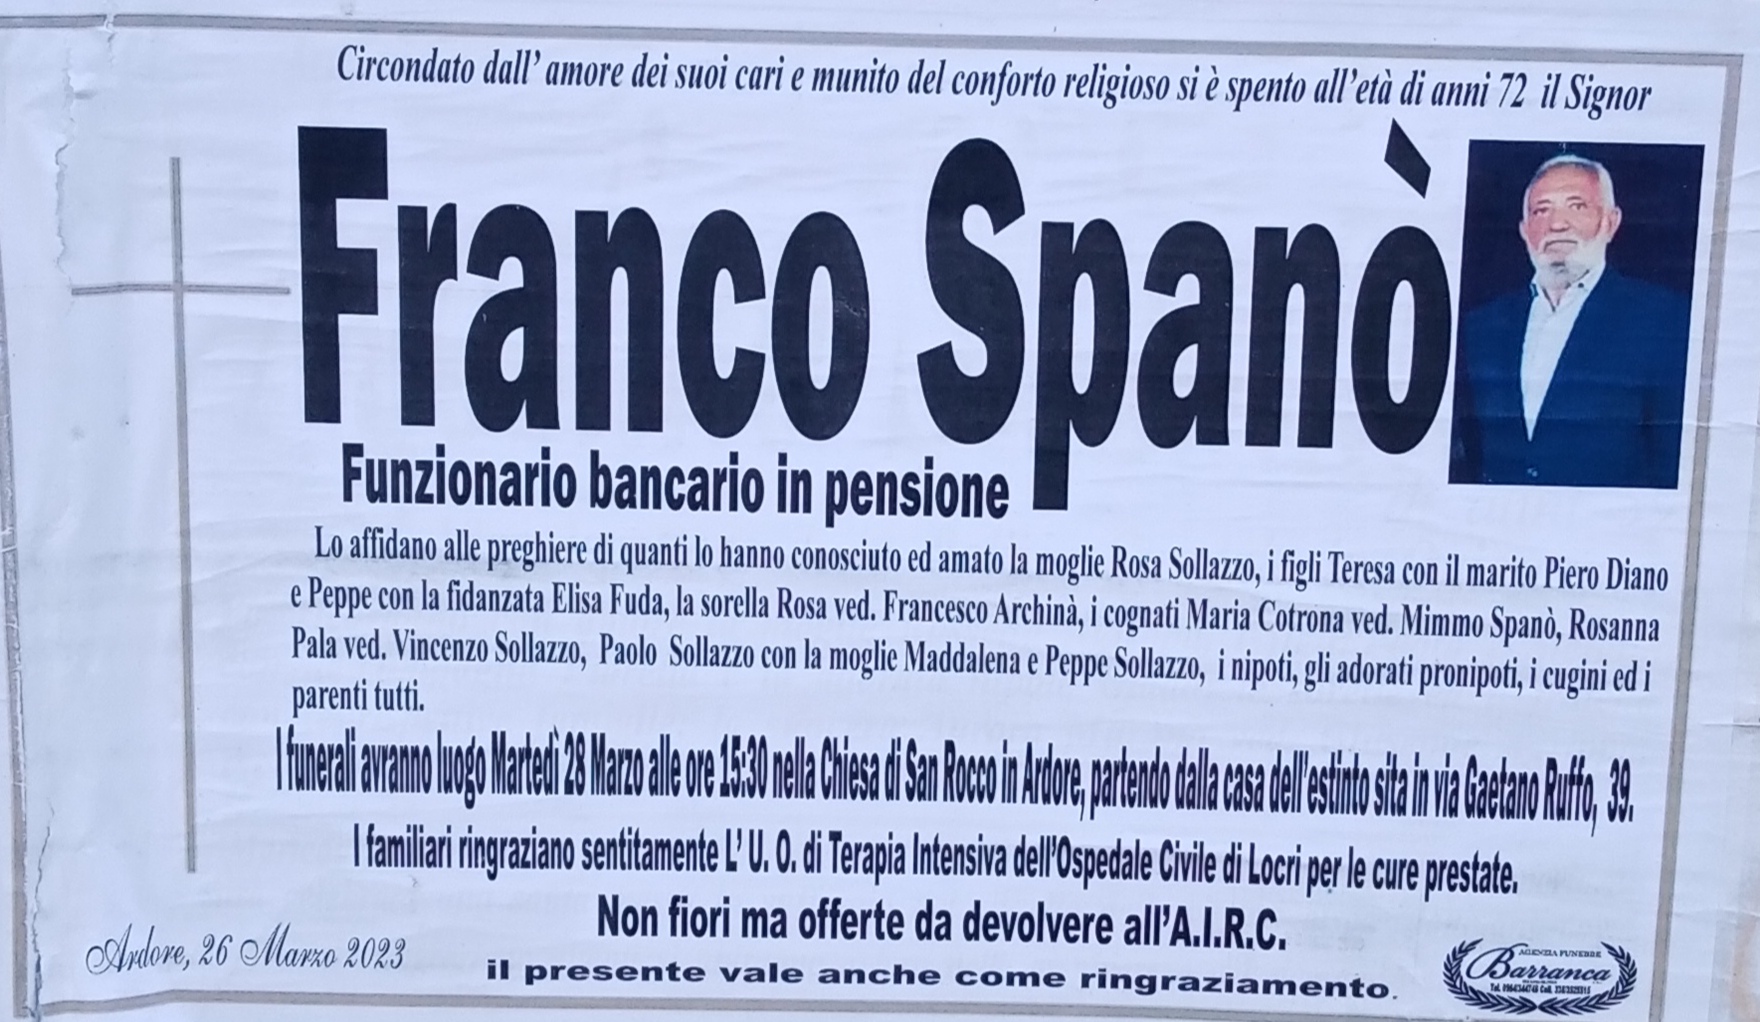 Circondato dall' amore dei suoi cari e munito del conforto religioso si è spento all'età di anni 72 il Signor
Franco Spanò
Funzionario bancario in pensione
Lo affidano alle preghiere di quanti lo hanno conosciuto ed amato la moglie Rosa Sollazzo, i figli Teresa con il marito Piero Diano
e Peppe con la fidanzata Elisa Fuda, la sorella Rosa ved. Francesco Archinà, i cognati Maria Cotrona ved. Mimmo Spanò, Rosanna
Pala ved. Vincenzo Sollazzo, Paolo Sollazzo con la moglie Maddalena e Peppe Sollazzo, i nipoti, gli adorati pronipoti, i cugini ed i
parenti tutti.
I funerali avranno luogo Martedì 28 Marzo alle ore 15:30 nella Chiesa di San Rocco in Ardore, partendo dalla casa dell'estinto sita in via Gaetano Ruffo, 39.
I familiari ringraziano sentitamente L' U. O. di Terapia Intensiva dell'Ospedale Civile di Locri per le cure prestate.
Non fiori ma offerte da devolvere all'A.I.R.C.
Ardore, 26 Marzo 2023
il presente vale anche come ringraziamento.
AGENZIA FUNEBRE
Barranca